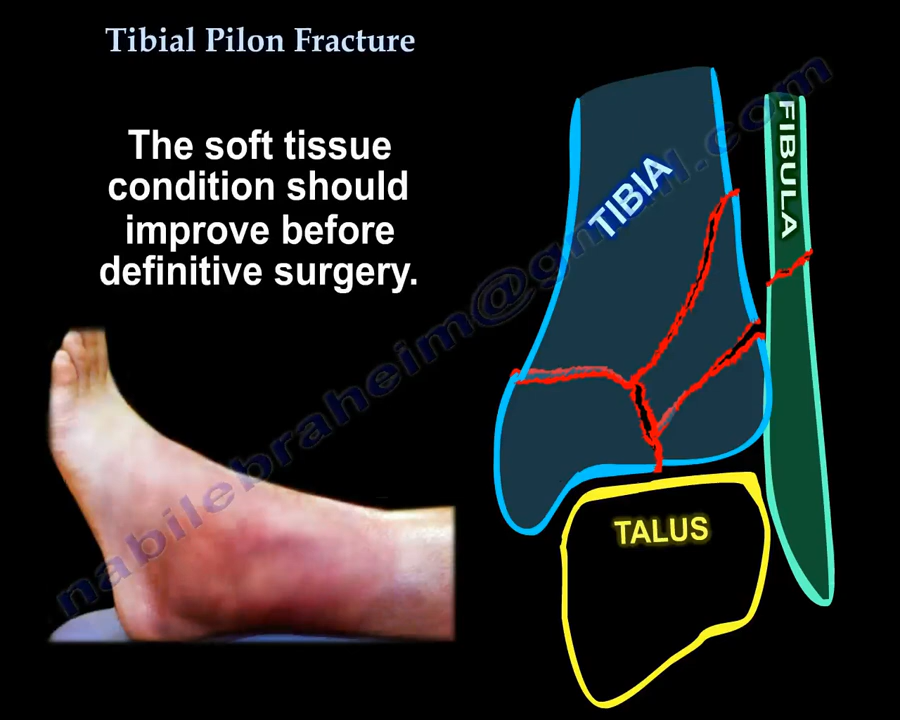 Tibial Pilon Fracture
The soft tissue
condition should
improve before
definitive surgery.
TIBIA
FIBULA
TALUS
nabilebraheim@gmail.com